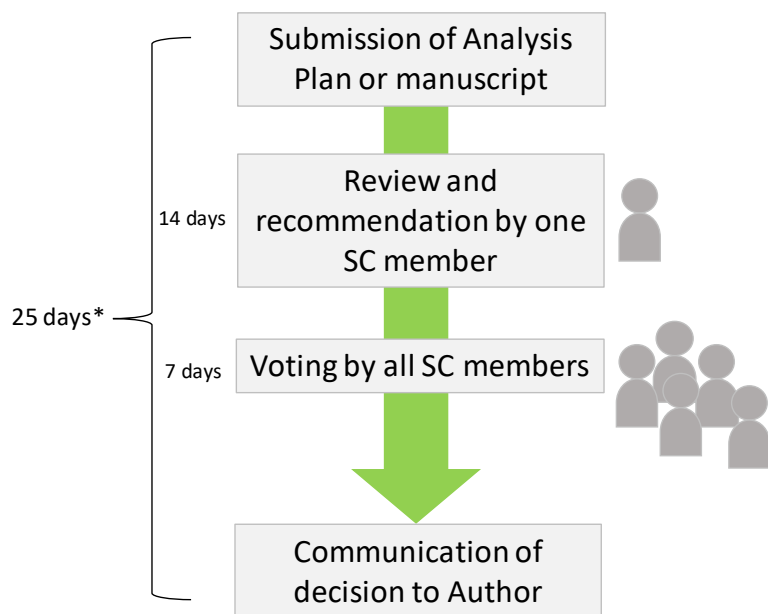 Submission of Analysis
Plan or manuscript
14 days
Review and
recommendation by one
SC member
25 days*
7 days
Voting by all SC members
Communication of
decision to Author